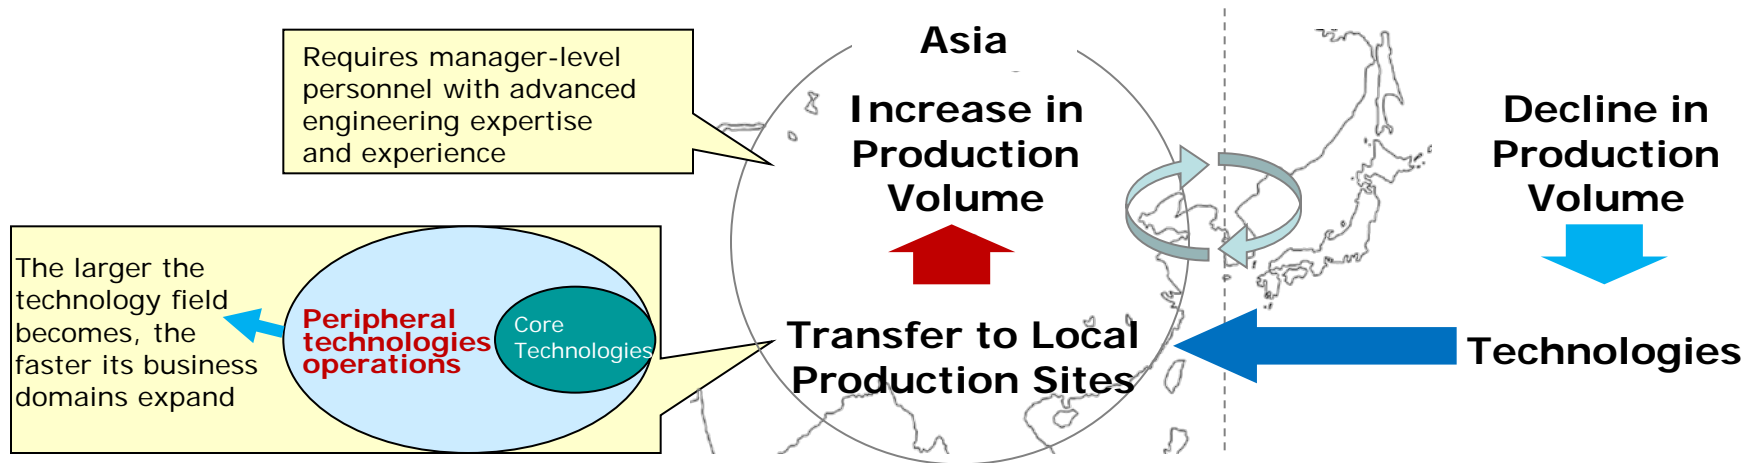 Requires manager-level
personnel with advanced
engineering expertise
and experience
Asia
Increase in
Production
Volume
Decline in
Production
Volume
The larger the
technology field
becomes, the
faster its business
domains expand
Peripheral
technologies
operations
Core
Technologies
Transfer to Local
Production Sites
Technologies